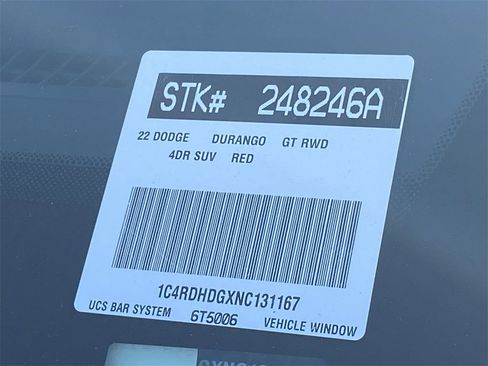 STK# 248246A
22 DODGE DURANGO GT RWD
4DR SUV RED
1C4RDHDGXNC131167
UCS BAR SYSTEM 6T5006 VEHICLE WINDOW